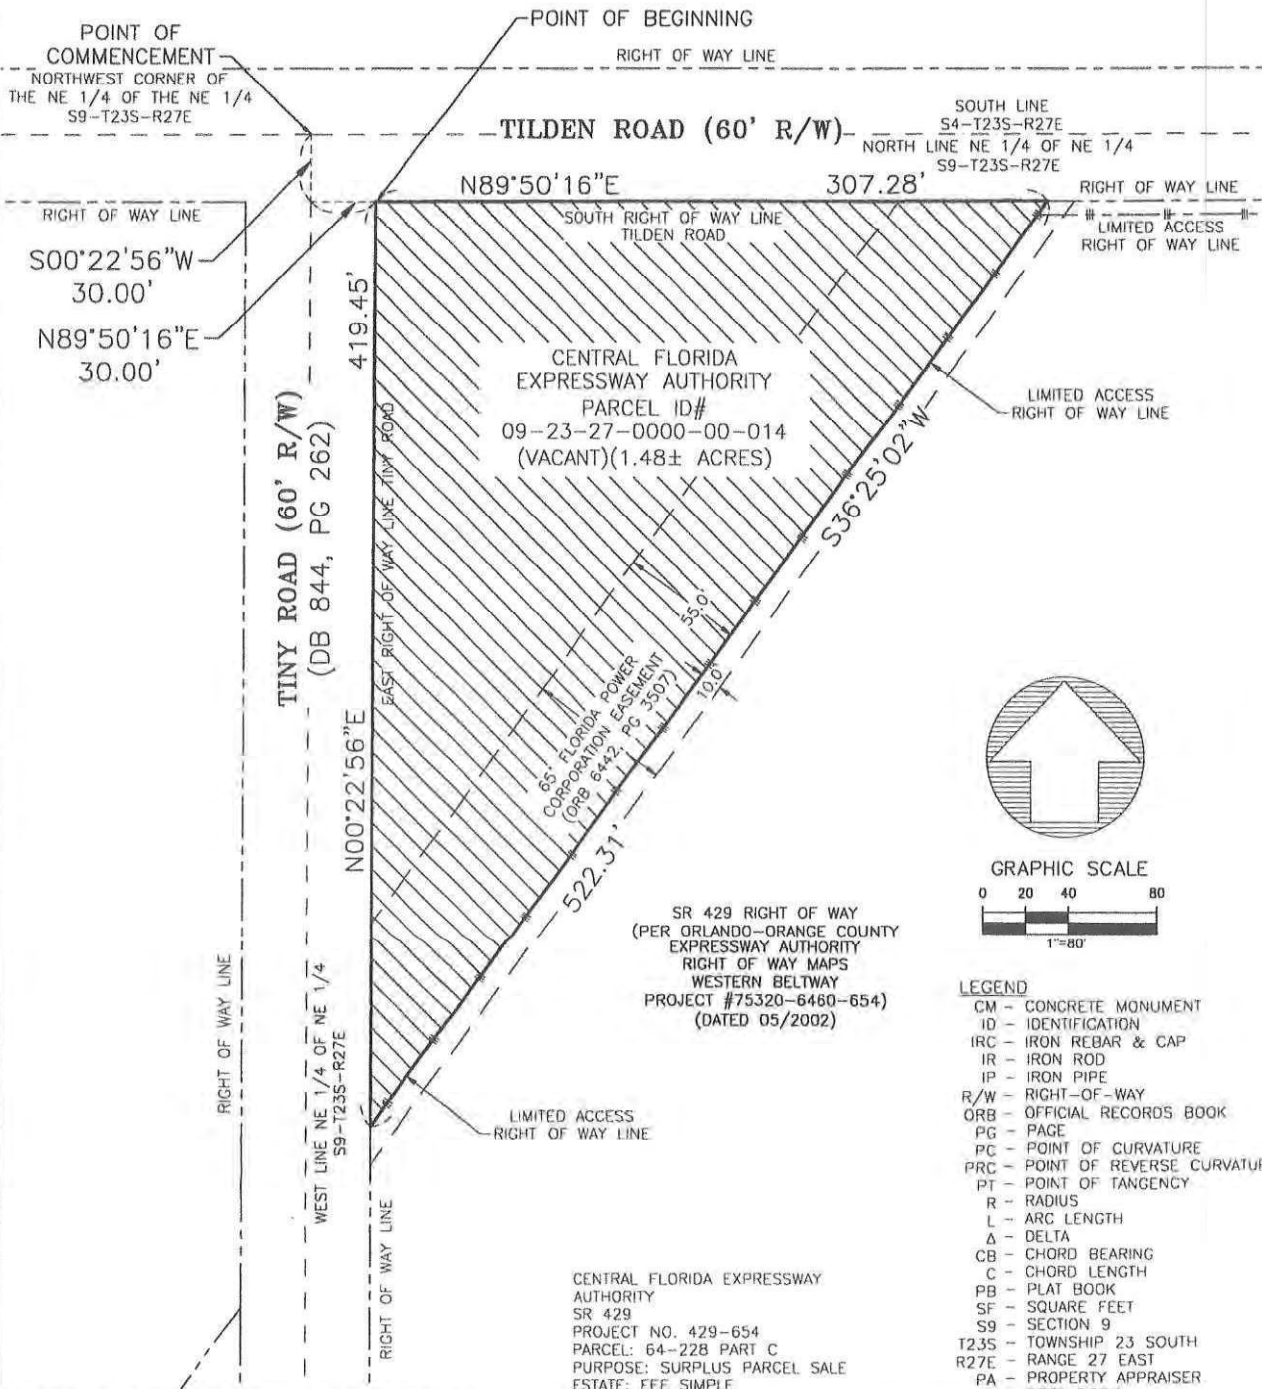 POINT OF BEGINNING
POINT OF
COMMENCEMENT
NORTHWEST CORNER OF
THE NE 1/4 OF THE NE 1/4
S9-T23S-R27E
RIGHT OF WAY LINE
TILDEN ROAD (60' R/W)
SOUTH LINE
S4-T23S-R27E
NORTH LINE NE 1/4 OF NE 1/4
S9-T23S-R27E
N89°50'16"E
307.28'
RIGHT OF WAY LINE
RIGHT OF WAY LINE
SOUTH RIGHT OF WAY LINE
TILDEN ROAD
LIMITED ACCESS
RIGHT OF WAY LINE
S00°22'56"W
30.00'
N89°50'16"E
30.00'
419.45'
CENTRAL FLORIDA
EXPRESSWAY AUTHORITY
PARCEL ID#
09-23-27-0000-00-014
(VACANT)(1.48± ACRES)
LIMITED ACCESS
RIGHT OF WAY LINE
TINY ROAD (60' R/W)
(DB 844, PG 262)
EAST RIGHT OF WAY LINE TINY ROAD
S36°25'02"W
55.0'
10.0'
65' FLORIDA POWER
CORPORATION EASEMENT
(ORB 6442, PG 3507)
N00°22'56"E
522.31'
GRAPHIC SCALE
0 20 40 80
1"=80'
SR 429 RIGHT OF WAY
(PER ORLANDO-ORANGE COUNTY
EXPRESSWAY AUTHORITY
RIGHT OF WAY MAPS
WESTERN BELTWAY
PROJECT #75320-6460-654)
(DATED 05/2002)
RIGHT OF WAY LINE
WEST LINE NE 1/4 OF NE 1/4
S9-T23S-R27E
LIMITED ACCESS
RIGHT OF WAY LINE
RIGHT OF WAY LINE
LEGEND
CM - CONCRETE MONUMENT
ID - IDENTIFICATION
IRC - IRON REBAR & CAP
IR - IRON ROD
IP - IRON PIPE
R/W - RIGHT-OF-WAY
ORB - OFFICIAL RECORDS BOOK
PG - PAGE
PC - POINT OF CURVATURE
PRC - POINT OF REVERSE CURVATUR
PT - POINT OF TANGENCY
R - RADIUS
L - ARC LENGTH
Δ - DELTA
CB - CHORD BEARING
C - CHORD LENGTH
PB - PLAT BOOK
SF - SQUARE FEET
S9 - SECTION 9
T23S - TOWNSHIP 23 SOUTH
R27E - RANGE 27 EAST
PA - PROPERTY APPRAISER
CENTRAL FLORIDA EXPRESSWAY
AUTHORITY
SR 429
PROJECT NO. 429-654
PARCEL: 64-228 PART C
PURPOSE: SURPLUS PARCEL SALE
ESTATE: FEE SIMPLE